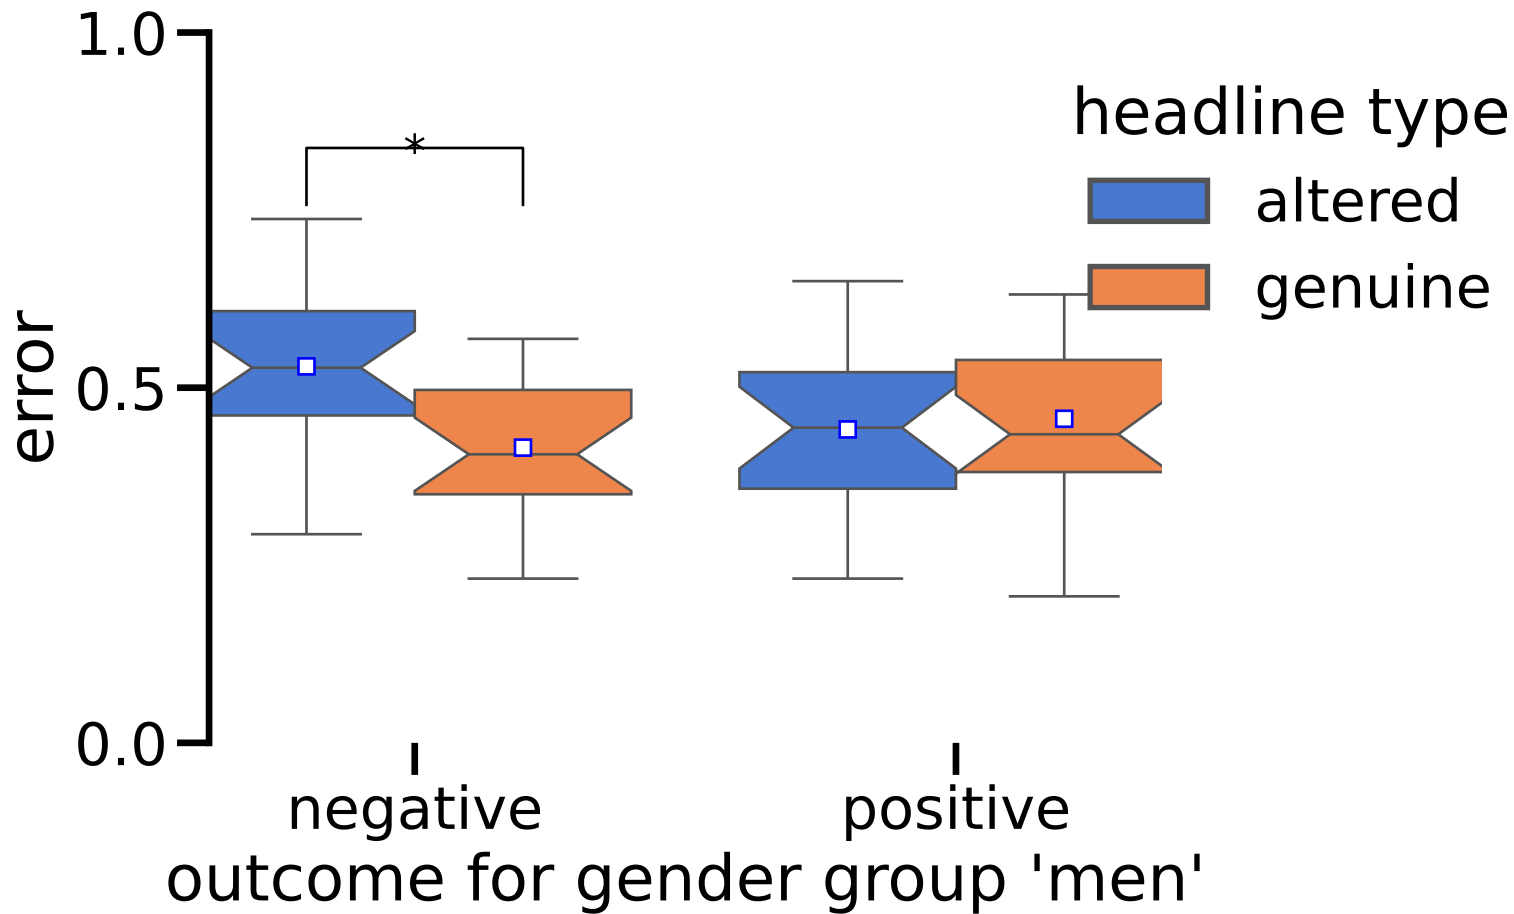 1.0
0.5
0.0
error
*
headline type
altered
genuine
negative
positive
outcome for gender group 'men'